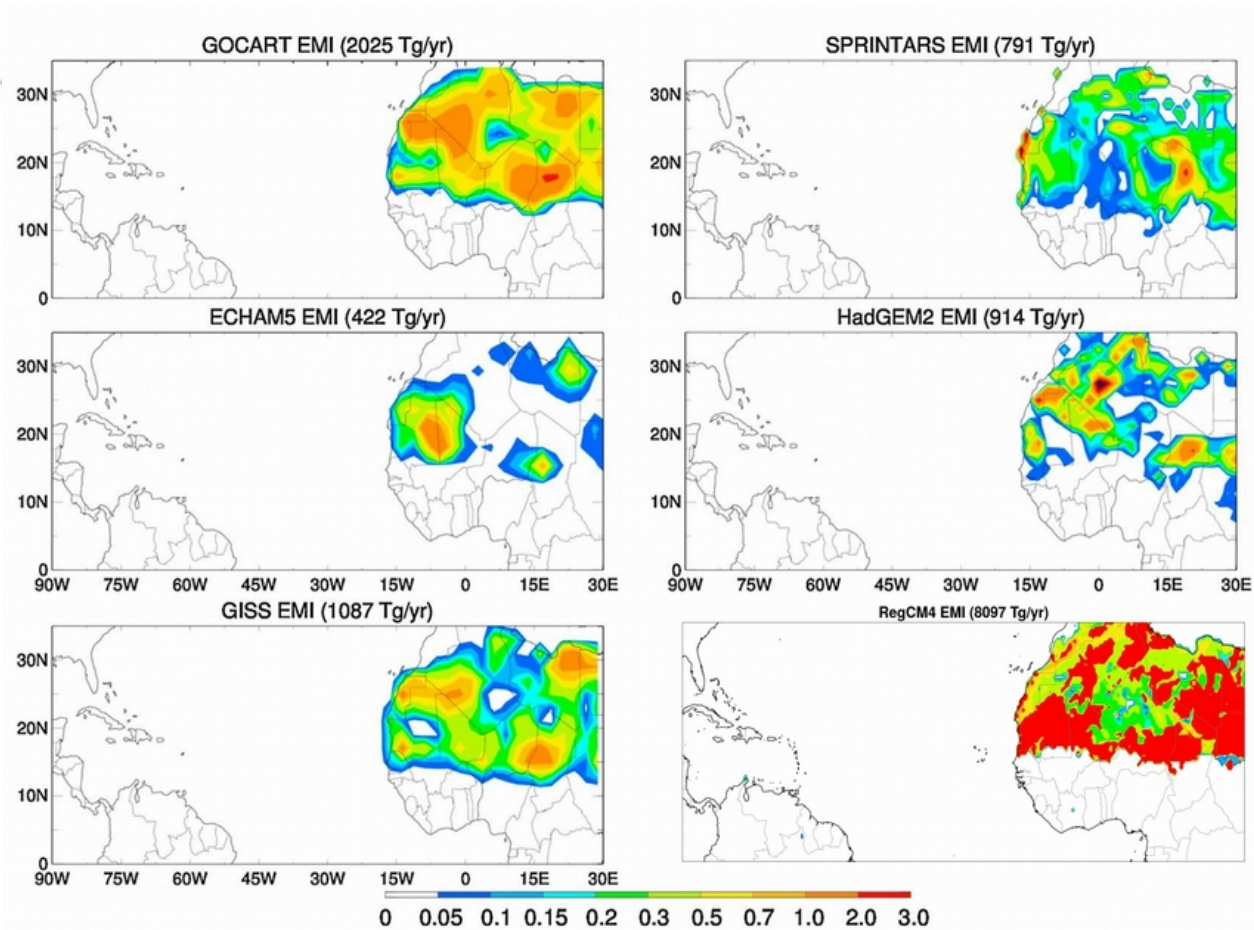 GOCART EMI (2025 Tg/yr)
SPRINTARS EMI (791 Tg/yr)
30N
20N
10N
0
30N
20N
10N
0
ECHAM5 EMI (422 Tg/yr)
HadGEM2 EMI (914 Tg/yr)
30N
20N
10N
0
30N
20N
10N
0
90W 75W 60W 45W 30W 15W 0 15E 30E
90W 75W 60W 45W 30W 15W 0 15E 30E
GISS EMI (1087 Tg/yr)
RegCM4 EMI (8097 Tg/yr)
30N
20N
10N
0
90W 75W 60W 45W 30W 15W 0 15E 30E
0 0.05 0.1 0.15 0.2 0.3 0.5 0.7 1.0 2.0 3.0